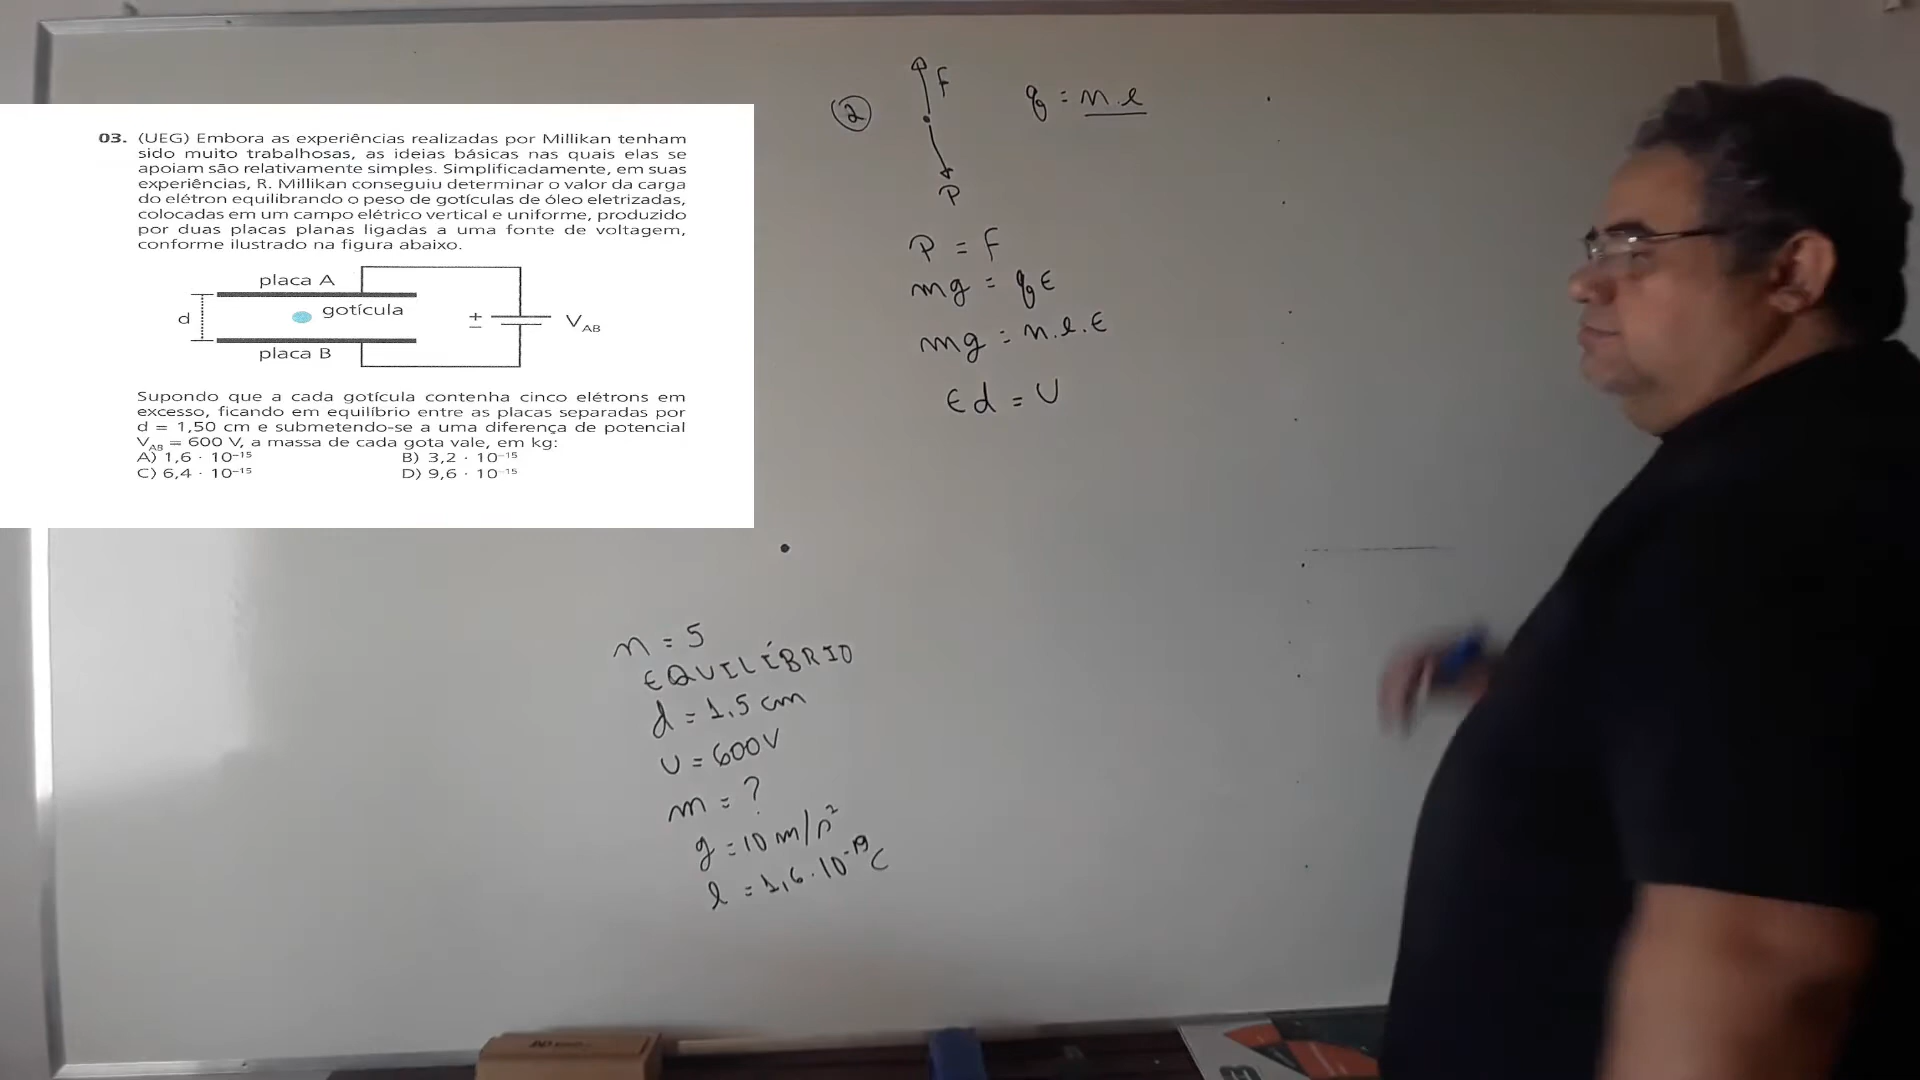 03. (UEG) Embora as experiências realizadas por Millikan tenham
sido muito trabalhosas, as ideias básicas nas quais elas se
apoiam são relativamente simples. Simplificadamente, em suas
experiências, R. Millikan conseguiu determinar o valor da carga
do elétron equilibrando o peso de gotículas de óleo eletrizadas,
colocadas em um campo elétrico vertical e uniforme, produzido
por duas placas planas ligadas a uma fonte de voltagem,
conforme ilustrado na figura abaixo.
placa A
gotícula
d
+
−
V_AB
placa B
Supondo que a cada gotícula contenha cinco elétrons em
excesso, ficando em equilíbrio entre as placas separadas por
d = 1,50 cm e submetendo-se a uma diferença de potencial
V_AB = 600 V, a massa de cada gota vale, em kg:
A) 1,6 · 10⁻¹⁵ B) 3,2 · 10⁻¹⁵
C) 6,4 · 10⁻¹⁵ D) 9,6 · 10⁻¹⁵
2
F
P
q = n.e
P = F
mg = qE
mg = n.e.E
Ed = U
n = 5
EQUILÍBRIO
d = 1,5 cm
U = 600V
m = ?
g = 10 m/s²
e = 1,6.10⁻¹⁹C